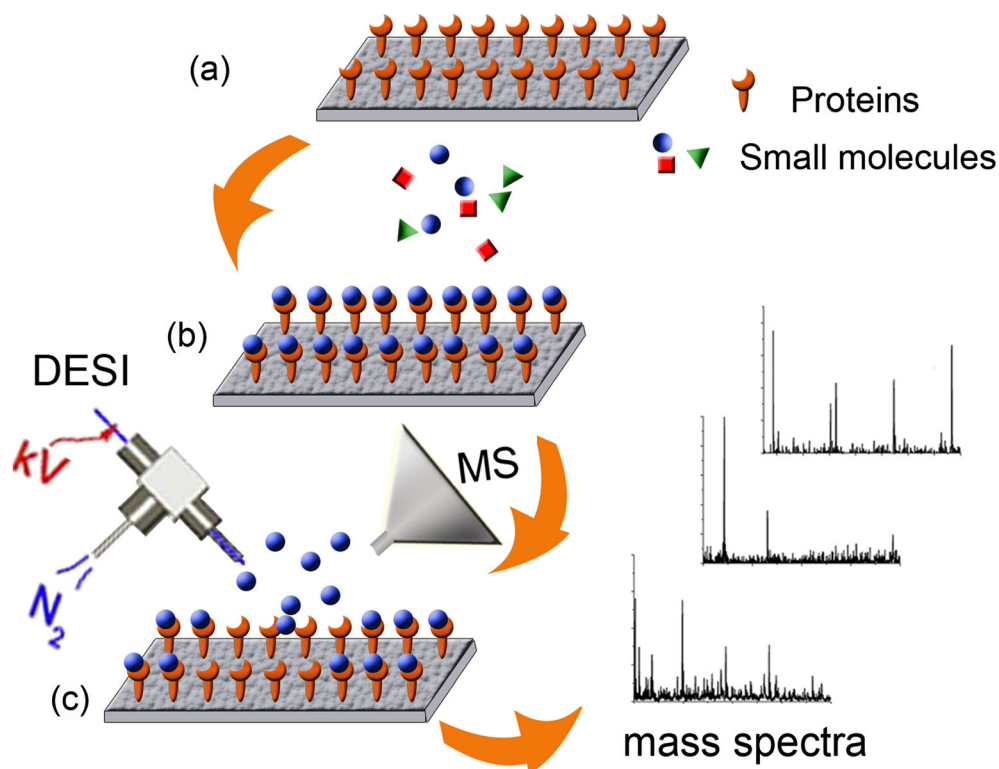 (a)
Proteins
Small molecules
(b)
DESI
kV
MS
N2
(c)
mass spectra